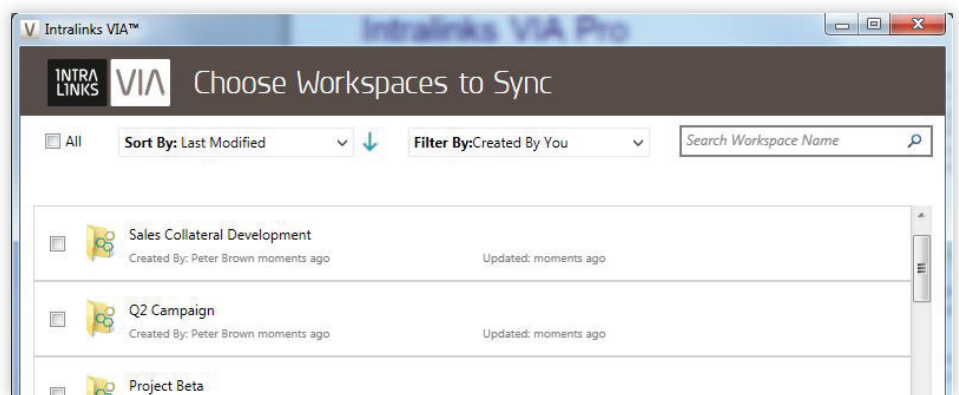 Intralinks VIA™
Intralinks VIA Pro
INTRA
LINKS
VIA
Choose Workspaces to Sync
All
Sort By: Last Modified
Filter By:Created By You
Search Workspace Name
Sales Collateral Development
Created By: Peter Brown moments ago
Updated: moments ago
Q2 Campaign
Created By: Peter Brown moments ago
Updated: moments ago
Project Beta